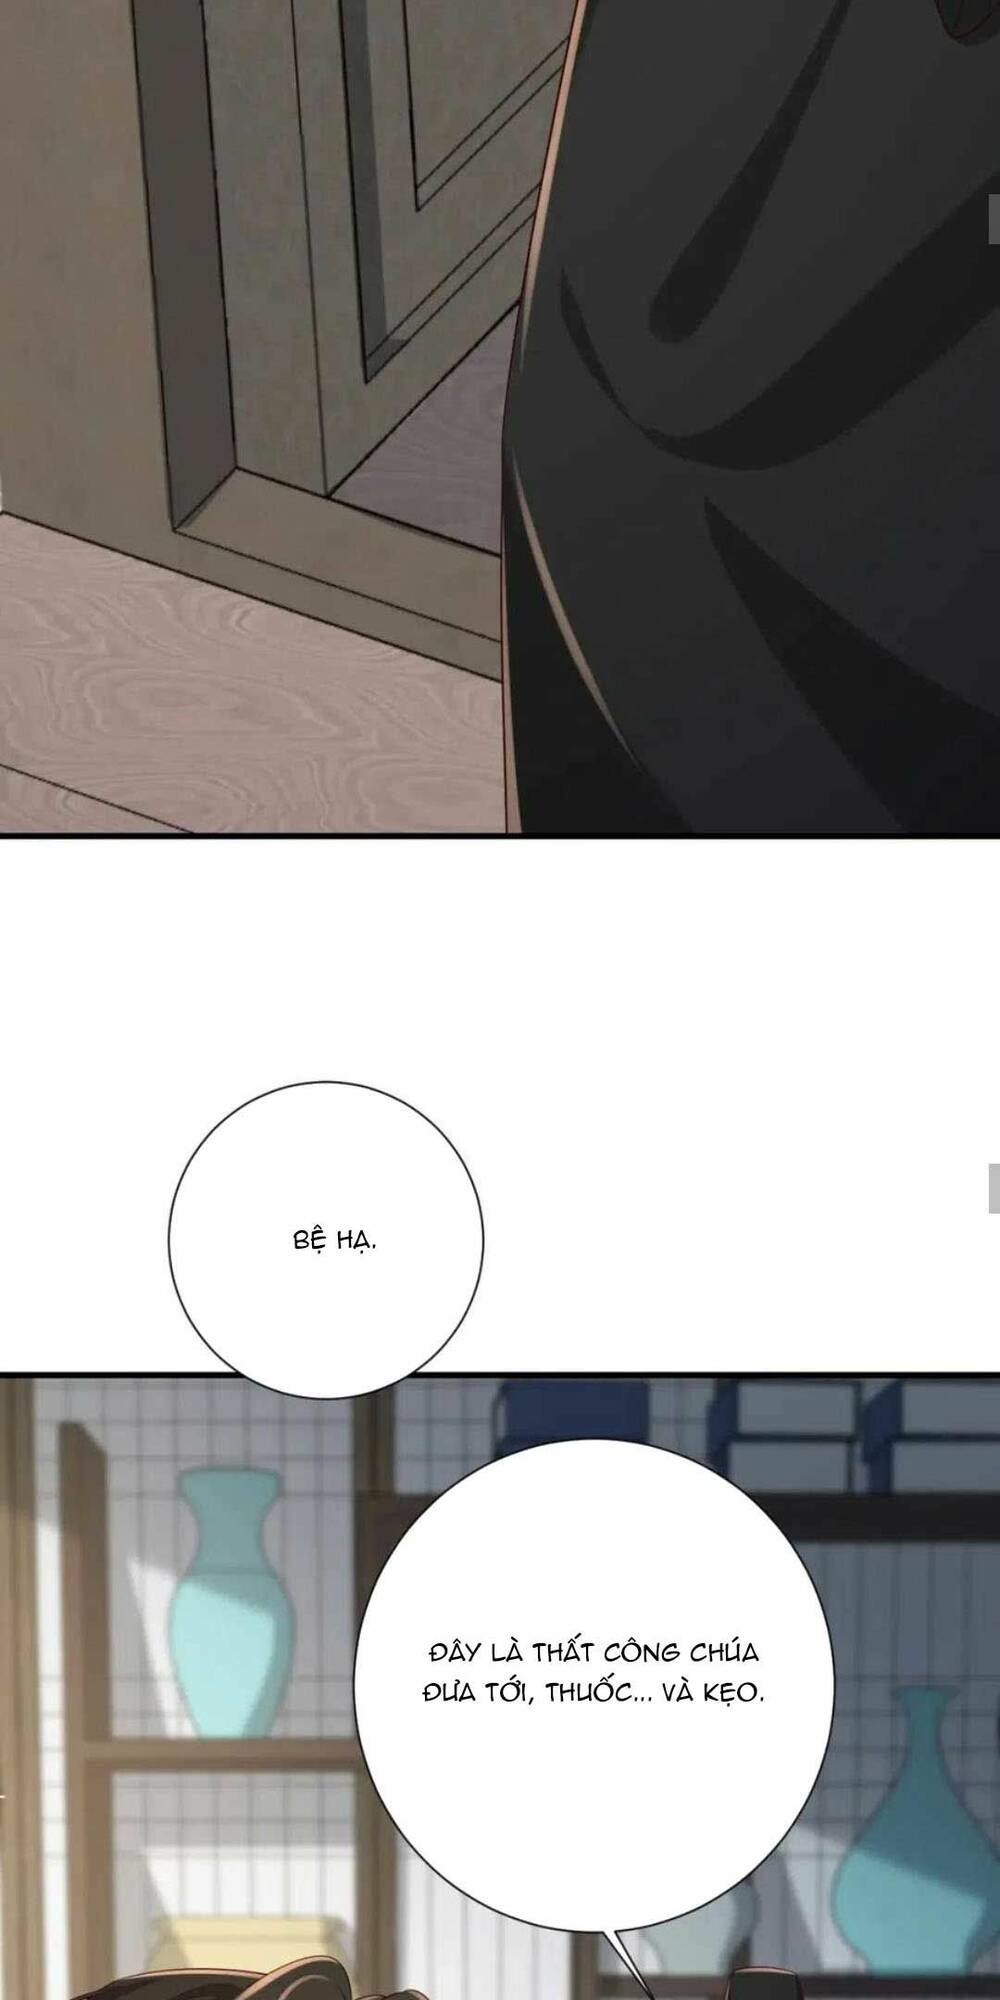 BỆ HẠ.
ĐÂY LÀ THẤT CÔNG CHÚA
ĐƯA TỚI, THUỐC... VÀ KẸO.